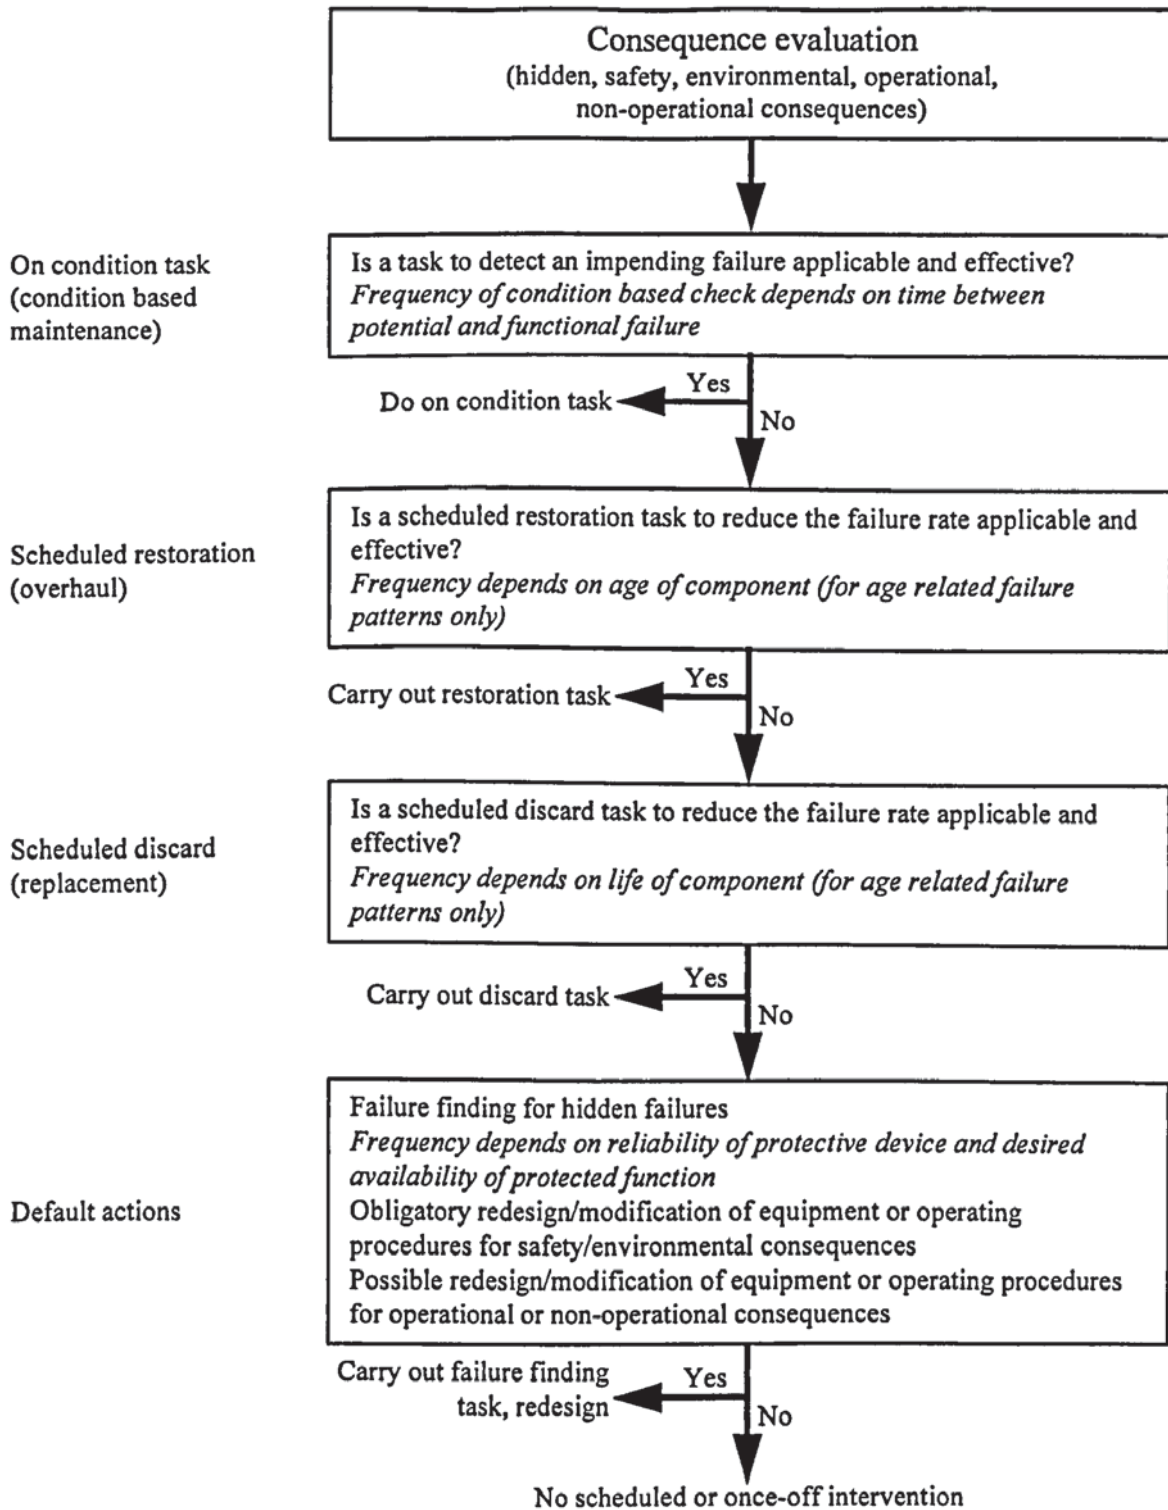 Consequence evaluation
(hidden, safety, environmental, operational,
non-operational consequences)
On condition task
(condition based
maintenance)
Is a task to detect an impending failure applicable and effective?
Frequency of condition based check depends on time between
potential and functional failure
Yes
Do on condition task
No
Scheduled restoration
(overhaul)
Is a scheduled restoration task to reduce the failure rate applicable and
effective?
Frequency depends on age of component (for age related failure
patterns only)
Yes
Carry out restoration task
No
Scheduled discard
(replacement)
Is a scheduled discard task to reduce the failure rate applicable and
effective?
Frequency depends on life of component (for age related failure
patterns only)
Yes
Carry out discard task
No
Default actions
Failure finding for hidden failures
Frequency depends on reliability of protective device and desired
availability of protected function
Obligatory redesign/modification of equipment or operating
procedures for safety/environmental consequences
Possible redesign/modification of equipment or operating procedures
for operational or non-operational consequences
Carry out failure finding
task, redesign
Yes
No
No scheduled or once-off intervention